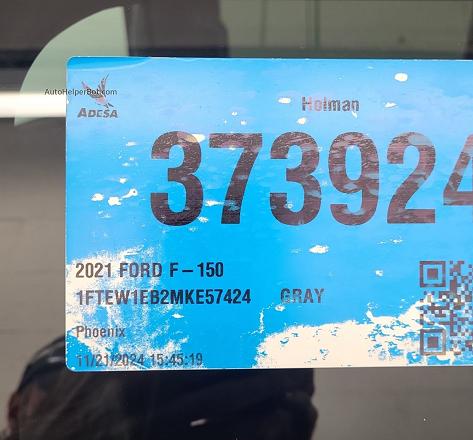 AutoHelperBot.com
ADESA
Holman
373924
2021 FORD F-150
1FTEW1EB2MKE57424 GRAY
Phoenix
11/21/2024 15:45:19